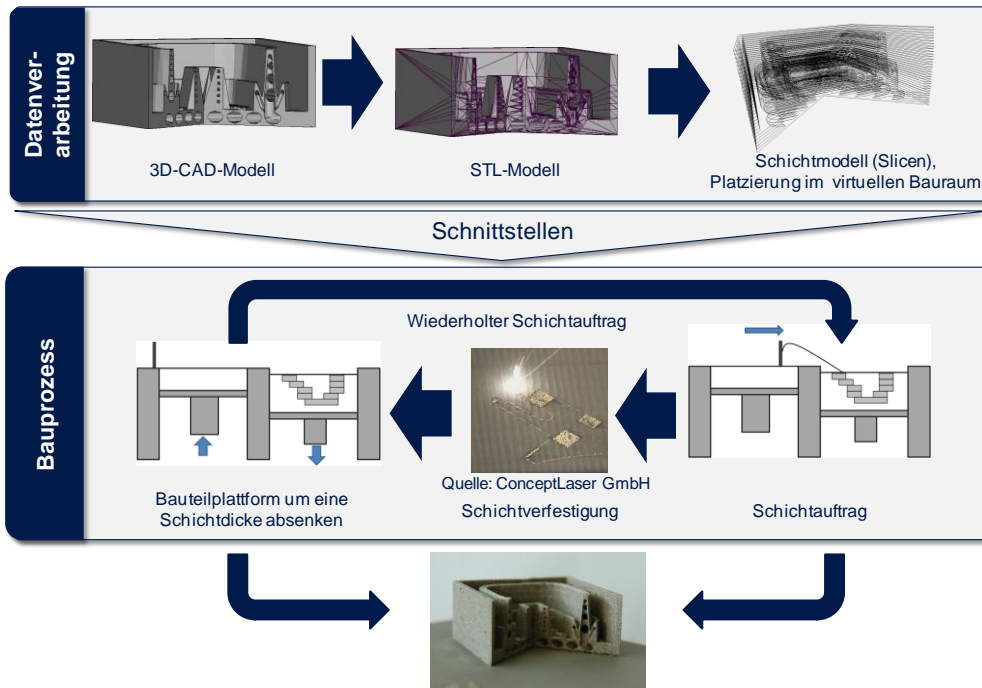 Datenver-
arbeitung
3D-CAD-Modell
STL-Modell
Schichtmodell (Slicen),
Platzierung im virtuellen Bauraum
Schnittstellen
Bauprozess
Wiederholter Schichtauftrag
Bauteilplattform um eine
Schichtdicke absenken
Quelle: ConceptLaser GmbH
Schichtverfestigung
Schichtauftrag